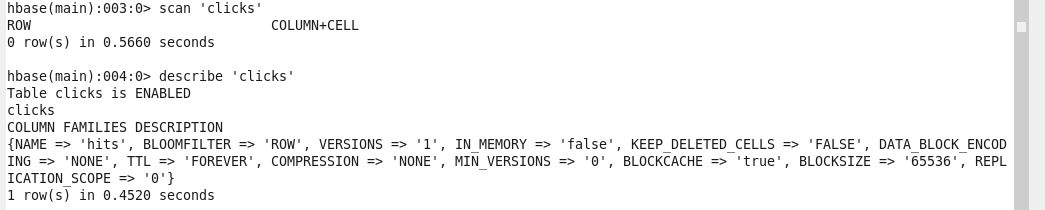 hbase(main):003:0> scan 'clicks'
ROW                              COLUMN+CELL
0 row(s) in 0.5660 seconds

hbase(main):004:0> describe 'clicks'
Table clicks is ENABLED
clicks
COLUMN FAMILIES DESCRIPTION
{NAME => 'hits', BLOOMFILTER => 'ROW', VERSIONS => '1', IN_MEMORY => 'false', KEEP_DELETED_CELLS => 'FALSE', DATA_BLOCK_ENCOD
ING => 'NONE', TTL => 'FOREVER', COMPRESSION => 'NONE', MIN_VERSIONS => '0', BLOCKCACHE => 'true', BLOCKSIZE => '65536', REPL
ICATION_SCOPE => '0'}
1 row(s) in 0.4520 seconds